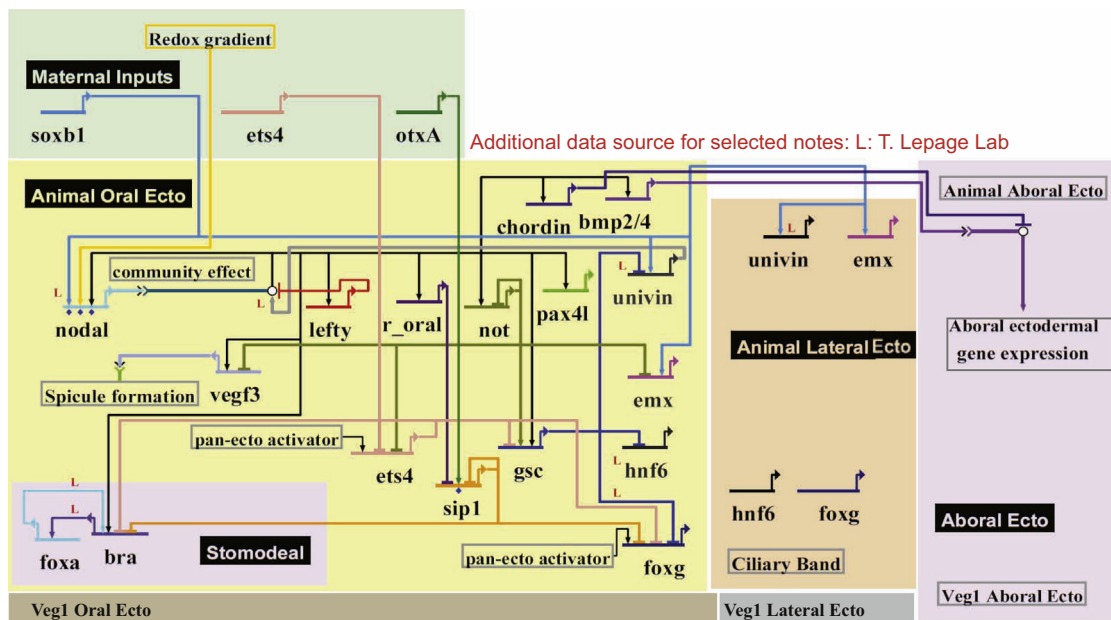 Redox gradient
Maternal Inputs
soxb1
ets4
otxA
Additional data source for selected notes: L: T. Lepage Lab
Animal Oral Ecto
Animal Aboral Ecto
chordin
bmp2/4
L
univin
emx
community effect
L
L
L
nodal
lefty
r_oral
not
pax4l
univin
Aboral ectodermal
gene expression
Animal Lateral Ecto
Spicule formation
vegf3
emx
pan-ecto activator
ets4
gsc
L
hnf6
L
L
L
sip1
hnf6
foxg
foxa
bra
Stomodeal
pan-ecto activator
foxg
Aboral Ecto
Ciliary Band
Veg1 Aboral Ecto
Veg1 Oral Ecto
Veg1 Lateral Ecto